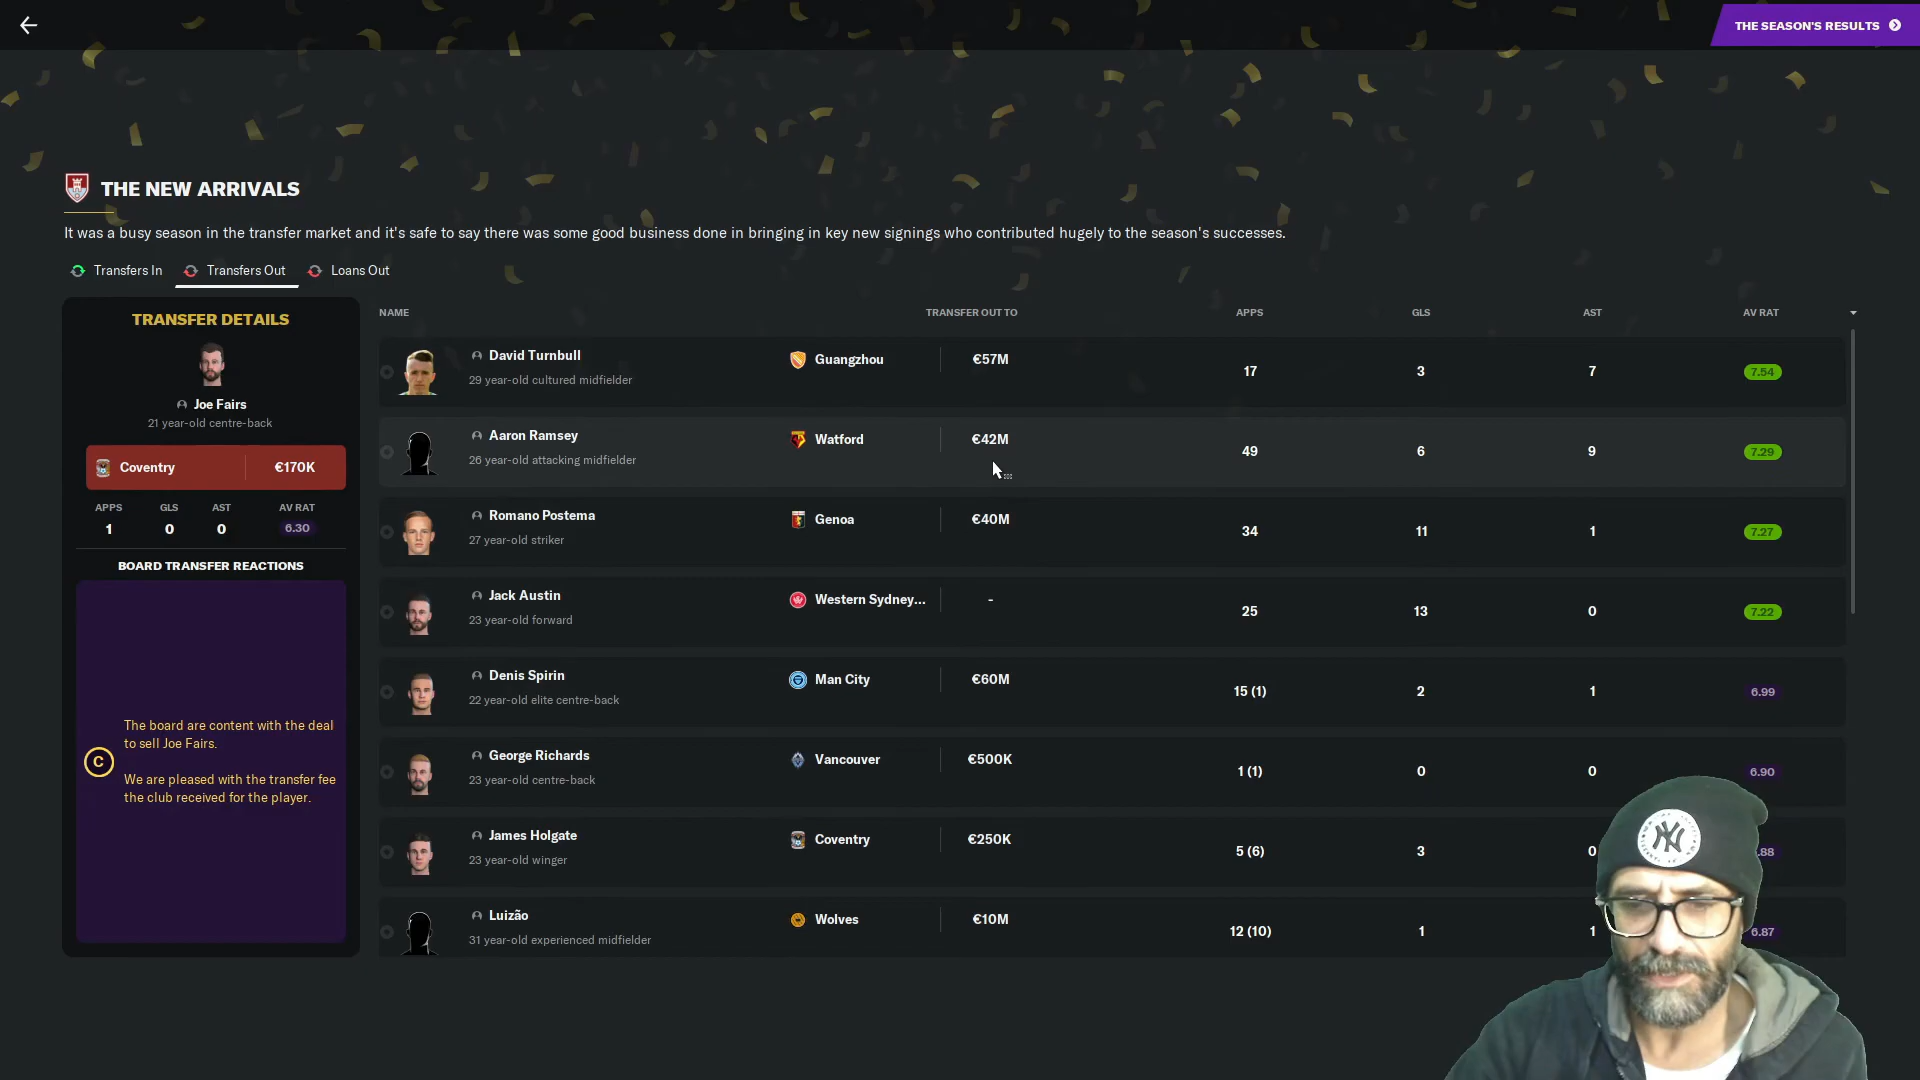 THE SEASON'S RESULTS
THE NEW ARRIVALS
It was a busy season in the transfer market and it's safe to say there was some good business done in bringing in key new signings who contributed hugely to the season's successes.
Transfers In Transfers Out Loans Out
TRANSFER DETAILS
Joe Fairs
21 year-old centre-back
Coventry €170K
APPS GLS AST AV RAT
1 0 0 6.30
BOARD TRANSFER REACTIONS
C
The board are content with the deal
to sell Joe Fairs.
We are pleased with the transfer fee
the club received for the player.
NAME TRANSFER OUT TO APPS GLS AST AV RAT
David Turnbull Guangzhou €57M 17 3 7 7.54
29 year-old cultured midfielder
Aaron Ramsey Watford €42M 49 6 9 7.29
26 year-old attacking midfielder
Romano Postema Genoa €40M 34 11 1 7.27
27 year-old striker
Jack Austin Western Sydney... - 25 13 0 7.22
23 year-old forward
Denis Spirin Man City €60M 15 (1) 2 1 6.99
22 year-old elite centre-back
George Richards Vancouver €500K 1 (1) 0 0 6.90
23 year-old centre-back
James Holgate Coventry €250K 5 (6) 3 0 .88
23 year-old winger
Luizão Wolves €10M 12 (10) 1 1 6.87
31 year-old experienced midfielder
NY